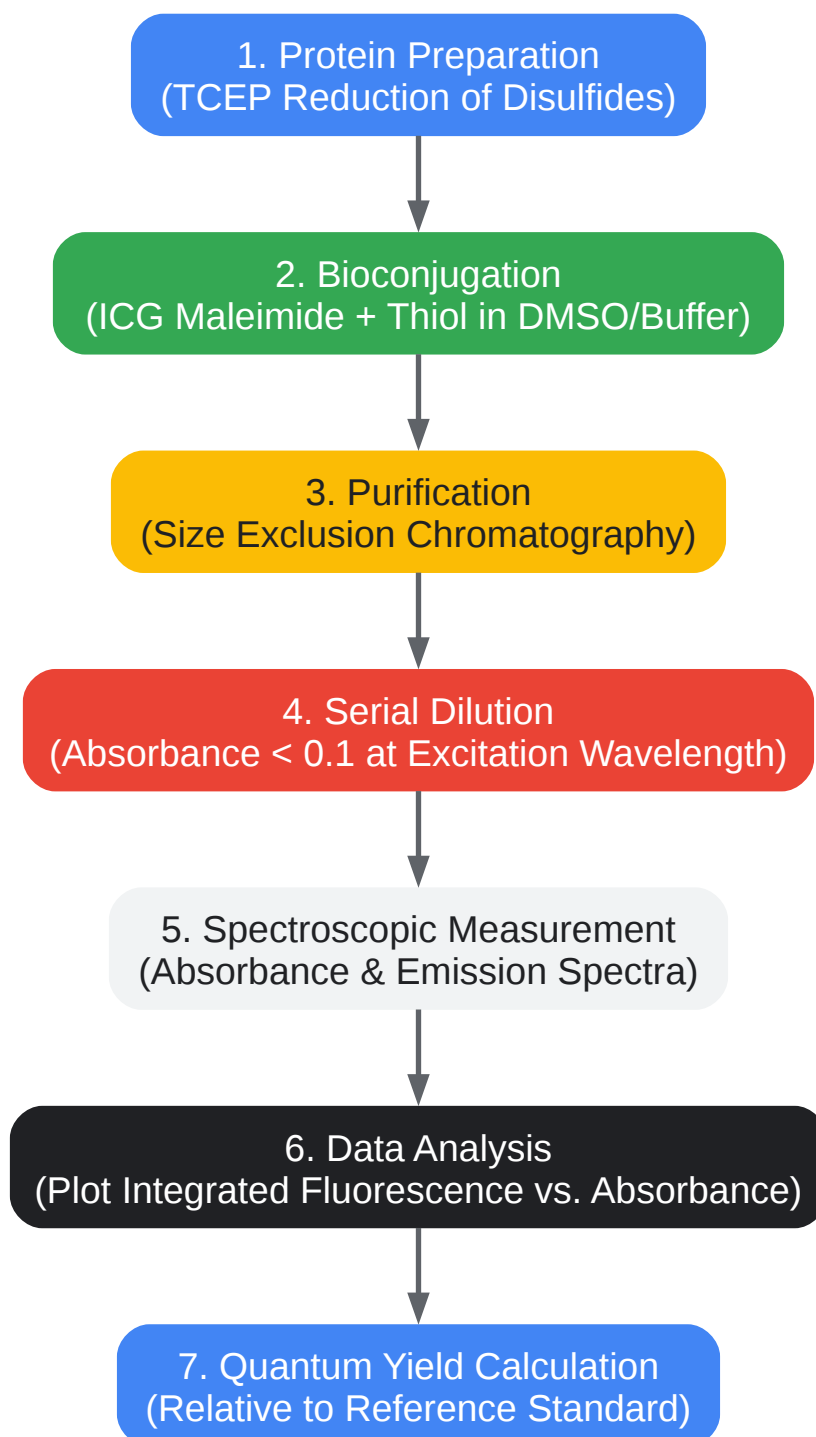 1. Protein Preparation
(TCEP Reduction of Disulfides)
2. Bioconjugation
(ICG Maleimide + Thiol in DMSO/Buffer)
3. Purification
(Size Exclusion Chromatography)
4. Serial Dilution
(Absorbance < 0.1 at Excitation Wavelength)
5. Spectroscopic Measurement
(Absorbance & Emission Spectra)
6. Data Analysis
(Plot Integrated Fluorescence vs. Absorbance)
7. Quantum Yield Calculation
(Relative to Reference Standard)